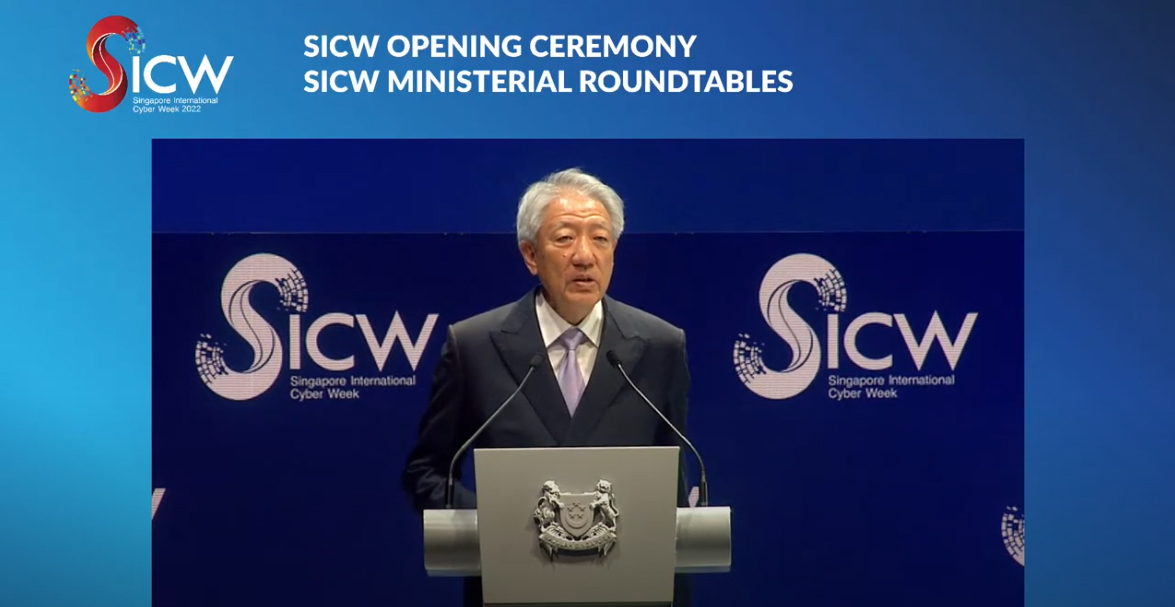 SICW
Singapore International
Cyber Week 2022
SICW OPENING CEREMONY
SICW MINISTERIAL ROUNDTABLES
SICW
Singapore International
Cyber Week
SICW
Singapore International
Cyber Week